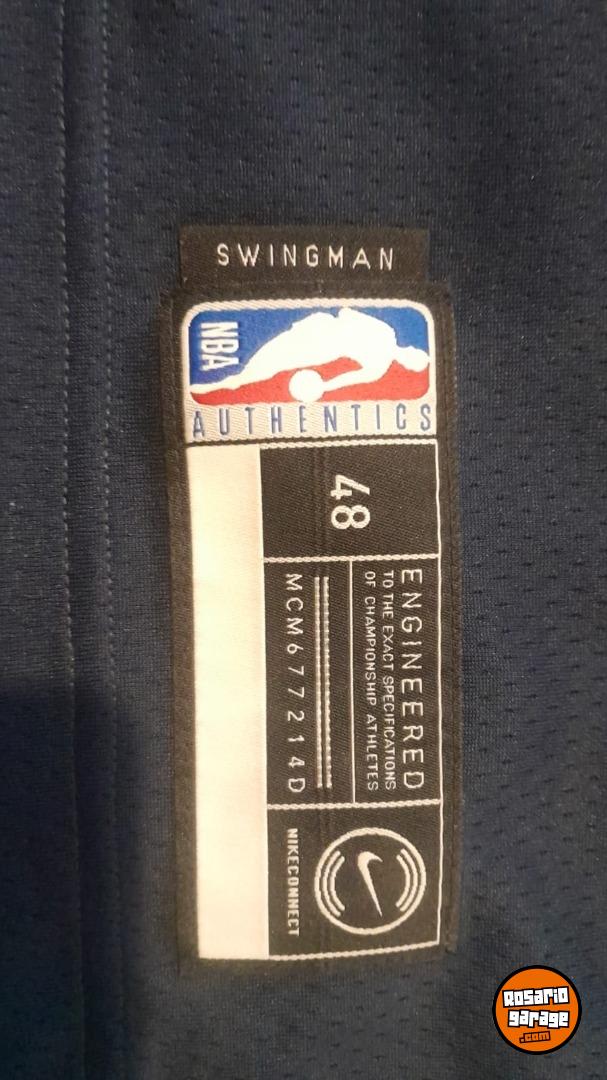 SWINGMAN
NBA
AUTHENTICS
48
ENGINEERED
TO THE EXACT SPECIFICATIONS
OF CHAMPIONSHIP ATHLETES
MCM677214D
NIKECONNECT
Rosario
garage
.com